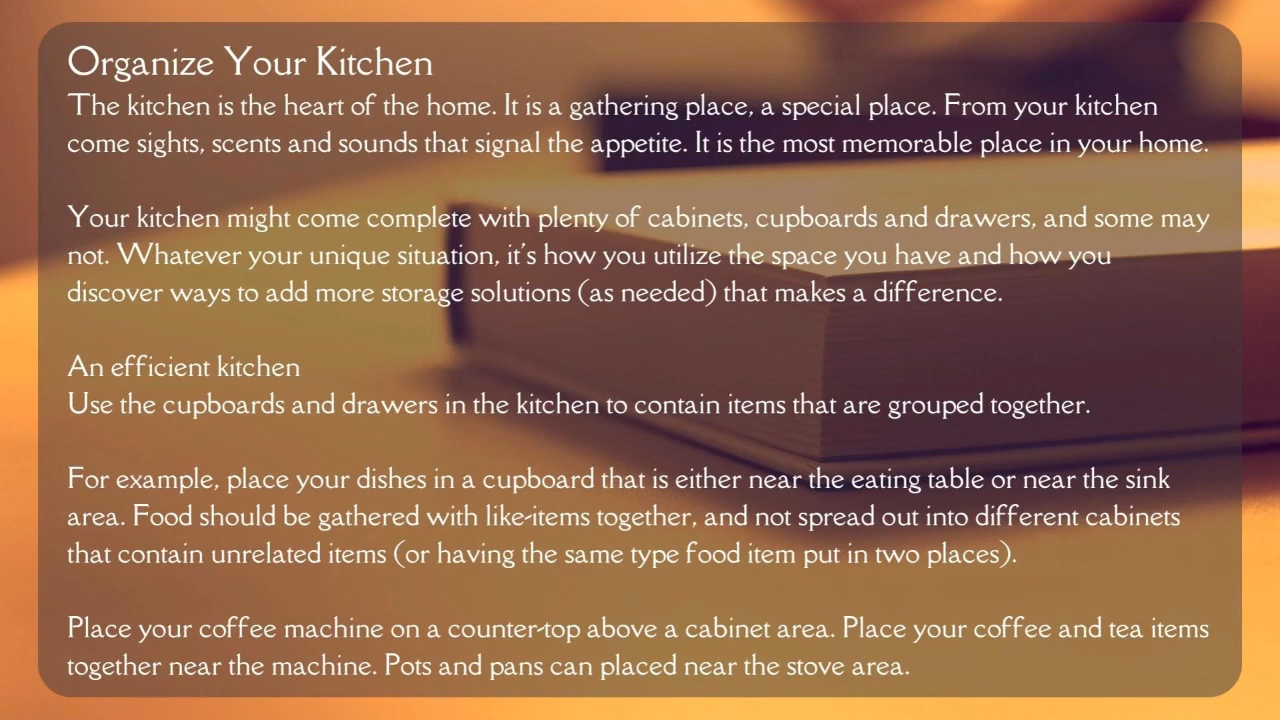 Organize Your Kitchen
The kitchen is the heart of the home. It is a gathering place, a special place. From your kitchen
come sights, scents and sounds that signal the appetite. It is the most memorable place in your home.
Your kitchen might come complete with plenty of cabinets, cupboards and drawers, and some may
not. Whatever your unique situation, it's how you utilize the space you have and how you
discover ways to add more storage solutions (as needed) that makes a difference.
An efficient kitchen
Use the cupboards and drawers in the kitchen to contain items that are grouped together.
For example, place your dishes in a cupboard that is either near the eating table or near the sink
area. Food should be gathered with like-items together, and not spread out into different cabinets
that contain unrelated items (or having the same type food item put in two places).
Place your coffee machine on a counter-top above a cabinet area. Place your coffee and tea items
together near the machine. Pots and pans can placed near the stove area.